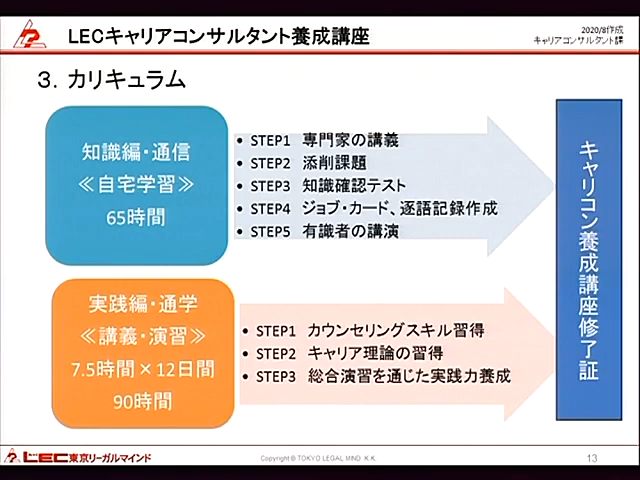 LECキャリアコンサルタント養成講座
2020/8作成
キャリアコンサルタント課
3．カリキュラム
知識編・通信
≪自宅学習≫
65時間
• STEP1 専門家の講義
• STEP2 添削課題
• STEP3 知識確認テスト
• STEP4 ジョブ・カード、逐語記録作成
• STEP5 有識者の講演
実践編・通学
≪講義・演習≫
7.5時間×12日間
90時間
• STEP1 カウンセリングスキル習得
• STEP2 キャリア理論の習得
• STEP3 総合演習を通じた実践力養成
キャリコン養成講座修了証
LEC東京リーガルマインド
Copyright © TOKYO LEGAL MIND K.K.
13